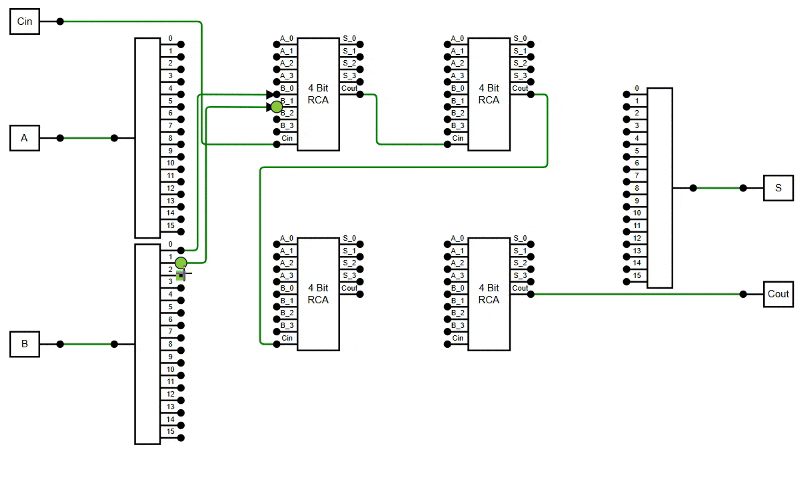 Cin
A
B
0
1
2
3
4
5
6
7
8
9
10
11
12
13
14
15
0
1
2
3
4
5
6
7
8
9
10
11
12
13
14
15
A_0
A_1
A_2
A_3
B_0
B_1
B_2
B_3
Cin
4 Bit
RCA
S_0
S_1
S_2
S_3
Cout
A_0
A_1
A_2
A_3
B_0
B_1
B_2
B_3
Cin
4 Bit
RCA
S_0
S_1
S_2
S_3
Cout
A_0
A_1
A_2
A_3
B_0
B_1
B_2
B_3
Cin
4 Bit
RCA
S_0
S_1
S_2
S_3
Cout
A_0
A_1
A_2
A_3
B_0
B_1
B_2
B_3
Cin
4 Bit
RCA
S_0
S_1
S_2
S_3
Cout
0
1
2
3
4
5
6
7
8
9
10
11
12
13
14
15
S
Cout